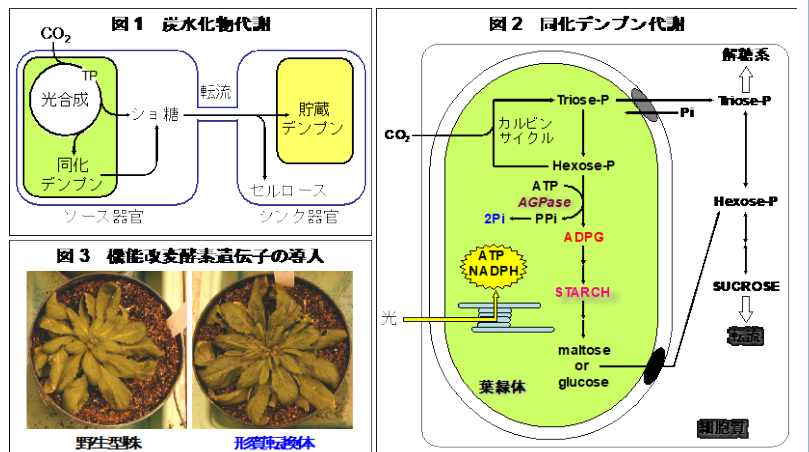 図１　炭水化物代謝
CO2
TP
光合成
同化
デンプン
ショ糖
転流
貯蔵
デンプン
セルロース
ソース器官
シンク器官
図２　同化デンプン代謝
解糖系
Triose-P
Triose-P
Pi
CO2
カルビン
サイクル
Hexose-P
Hexose-P
ATP
AGPase
2Pi
PPi
ADPG
ATP
NADPH
STARCH
SUCROSE
光
転流
maltose
or
glucose
葉緑体
細胞質
図３　機能改変酵素遺伝子の導入
野生型株
形質転換体